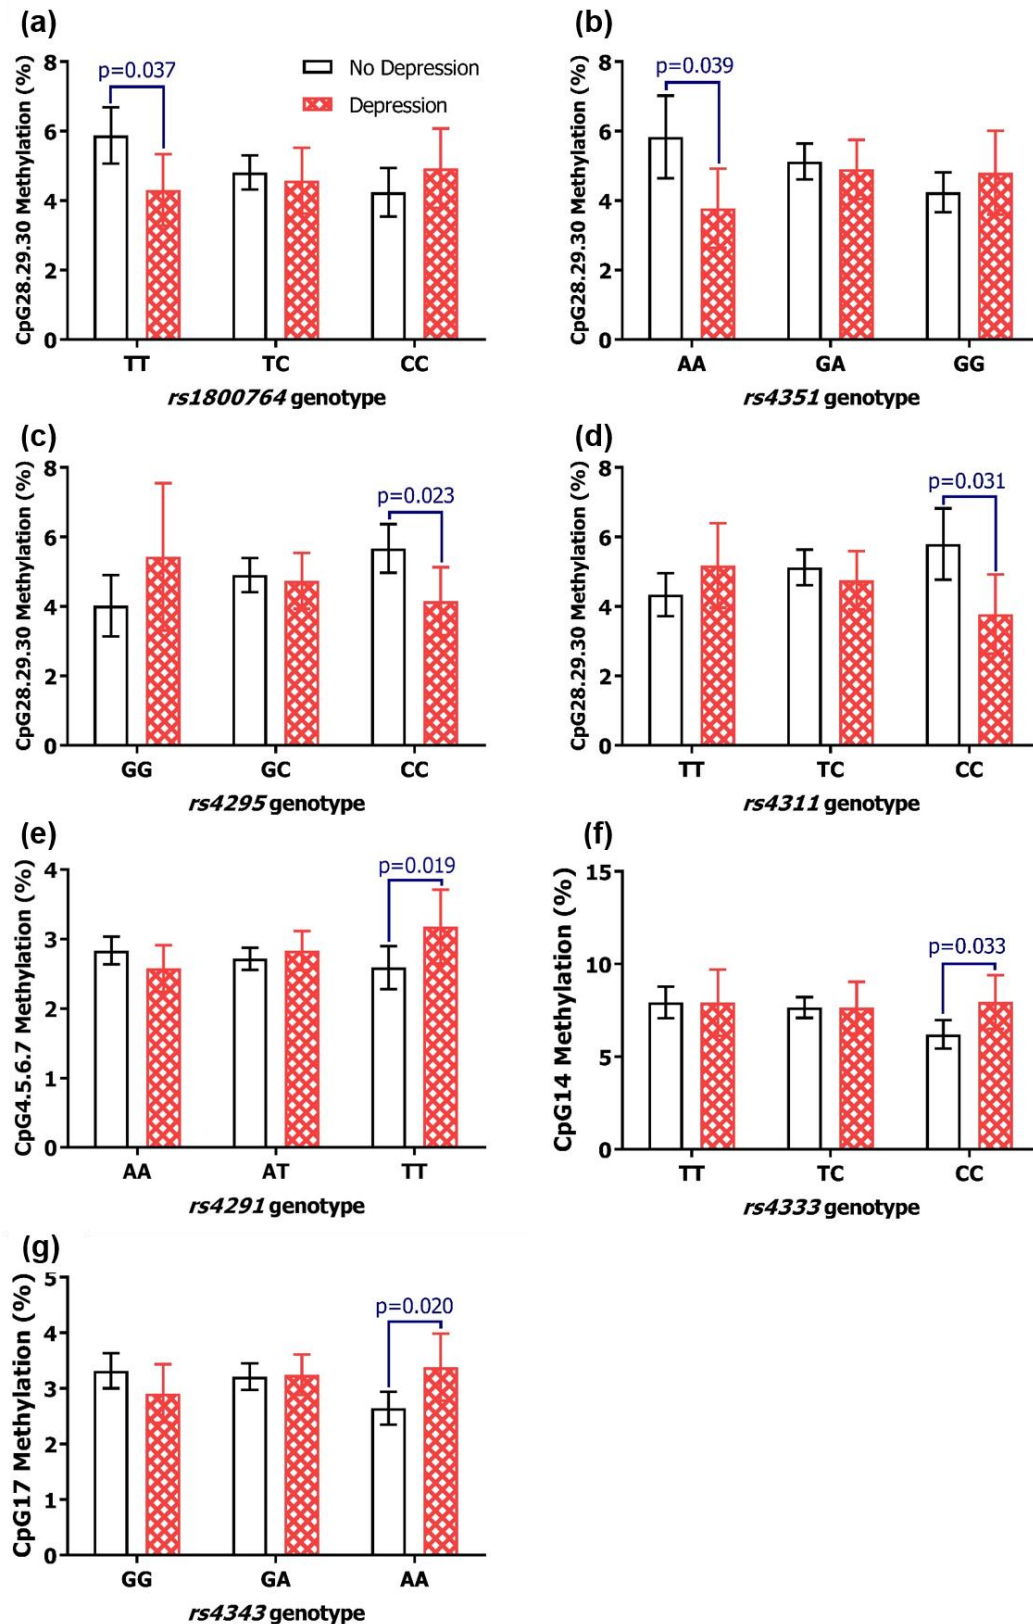 (a)
CpG28.29.30 Methylation (%)
8
6
4
2
0
p=0.037
No Depression
Depression
TT TC CC
rs1800764 genotype
(b)
CpG28.29.30 Methylation (%)
8
6
4
2
0
p=0.039
AA GA GG
rs4351 genotype
(c)
CpG28.29.30 Methylation (%)
8
6
4
2
0
p=0.023
GG GC CC
rs4295 genotype
(d)
CpG28.29.30 Methylation (%)
8
6
4
2
0
p=0.031
TT TC CC
rs4311 genotype
(e)
CpG4.5.6.7 Methylation (%)
4
3
2
1
0
p=0.019
AA AT TT
rs4291 genotype
(f)
CpG14 Methylation (%)
15
10
5
0
p=0.033
TT TC CC
rs4333 genotype
(g)
CpG17 Methylation (%)
5
4
3
2
1
0
p=0.020
GG GA AA
rs4343 genotype